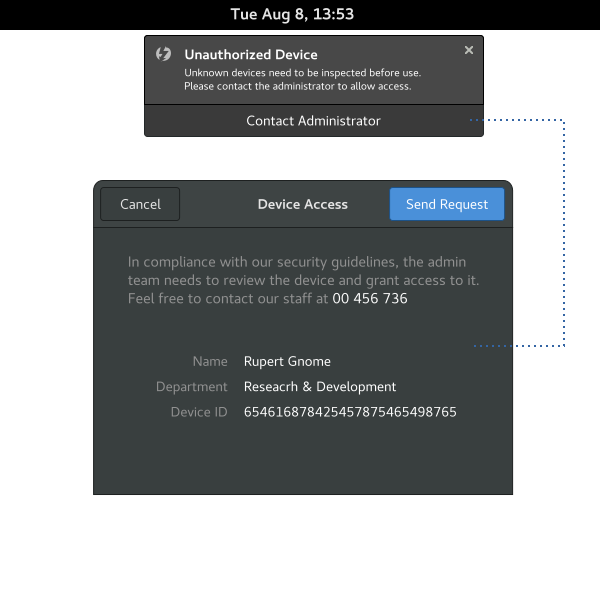 Tue Aug 8, 13:53
Unauthorized Device
Unknown devices need to be inspected before use.
Please contact the administrator to allow access.
Contact Administrator
Cancel
Device Access
Send Request
In compliance with our security guidelines, the admin
team needs to review the device and grant access to it.
Feel free to contact our staff at 00 456 736
Name Rupert Gnome
Department Reseacrh & Development
Device ID 654616878425457875465498765